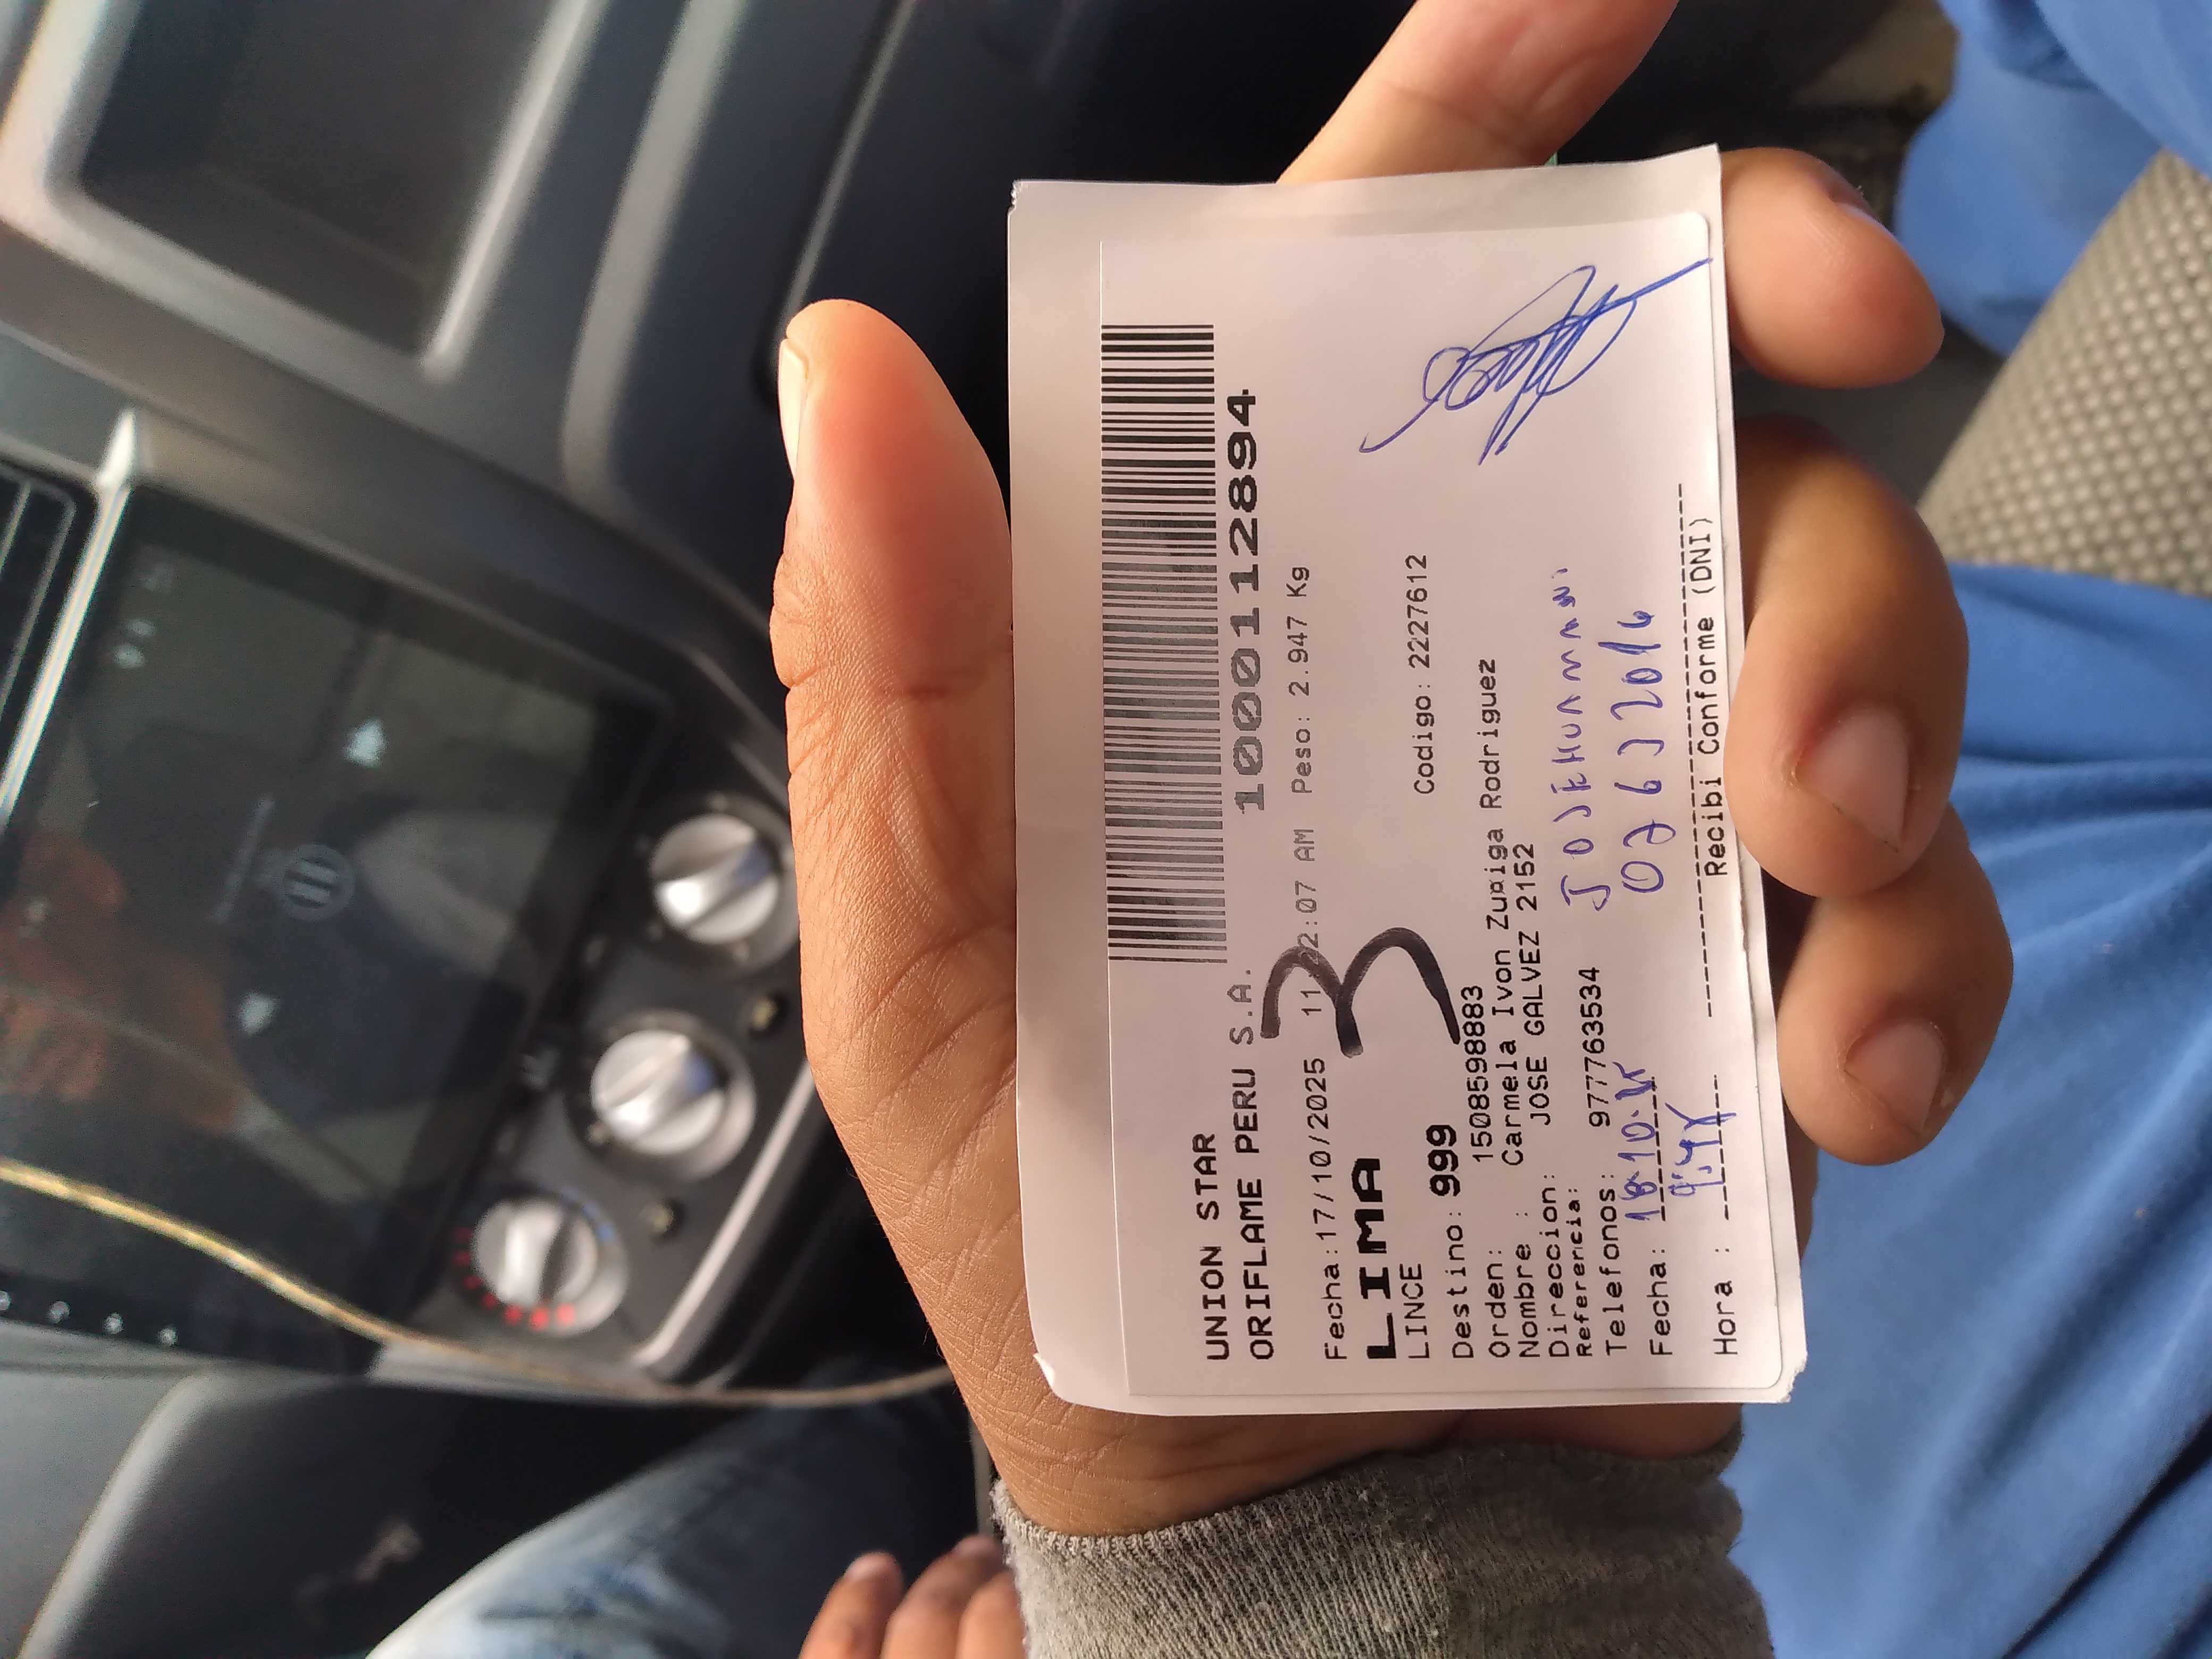 UNION STAR
ORIFLAME PERU S.A. 100011128944
Fecha:17/10/2025 11 2:07 AM Peso: 2.947 Kg
3
LIMA
LINCE Codigo: 2227612
Destino: 999
Orden: 1508598883
Nombre : Carmela Ivon Zuñiga Rodriguez
Direccion: JOSE GALVEZ 2152
Referencia:
Telefonos: 977763534
Fecha: 18.10.25
Hora :
Recibi Conforme (DNI)